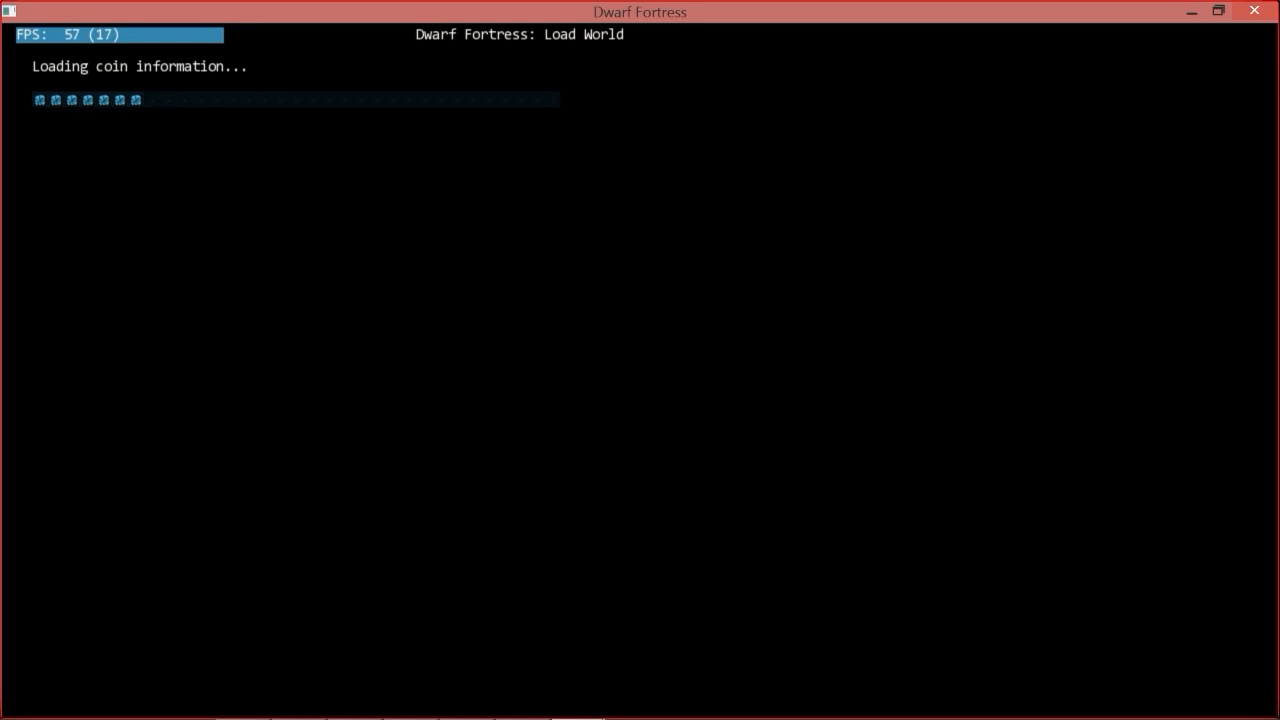 Dwarf Fortress
FPS:  57 (17)
Dwarf Fortress: Load World
Loading coin information...